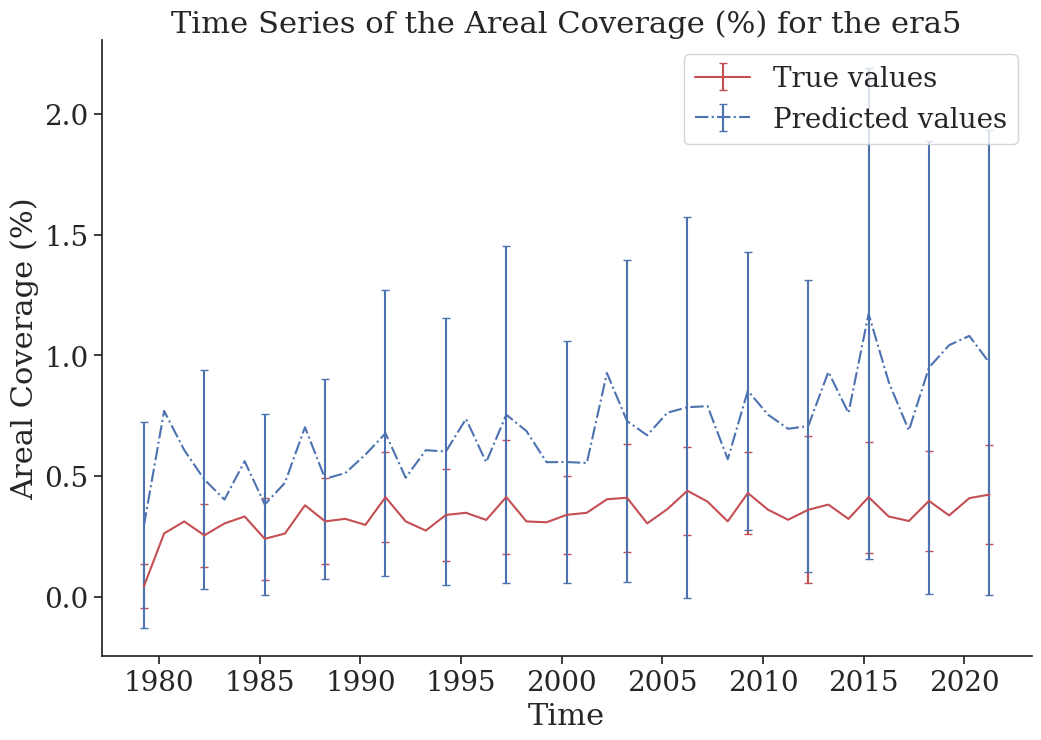 Time Series of the Areal Coverage (%) for the era5
True values
Predicted values
Areal Coverage (%)
2.0
1.5
1.0
0.5
0.0
1980 1985 1990 1995 2000 2005 2010 2015 2020
Time